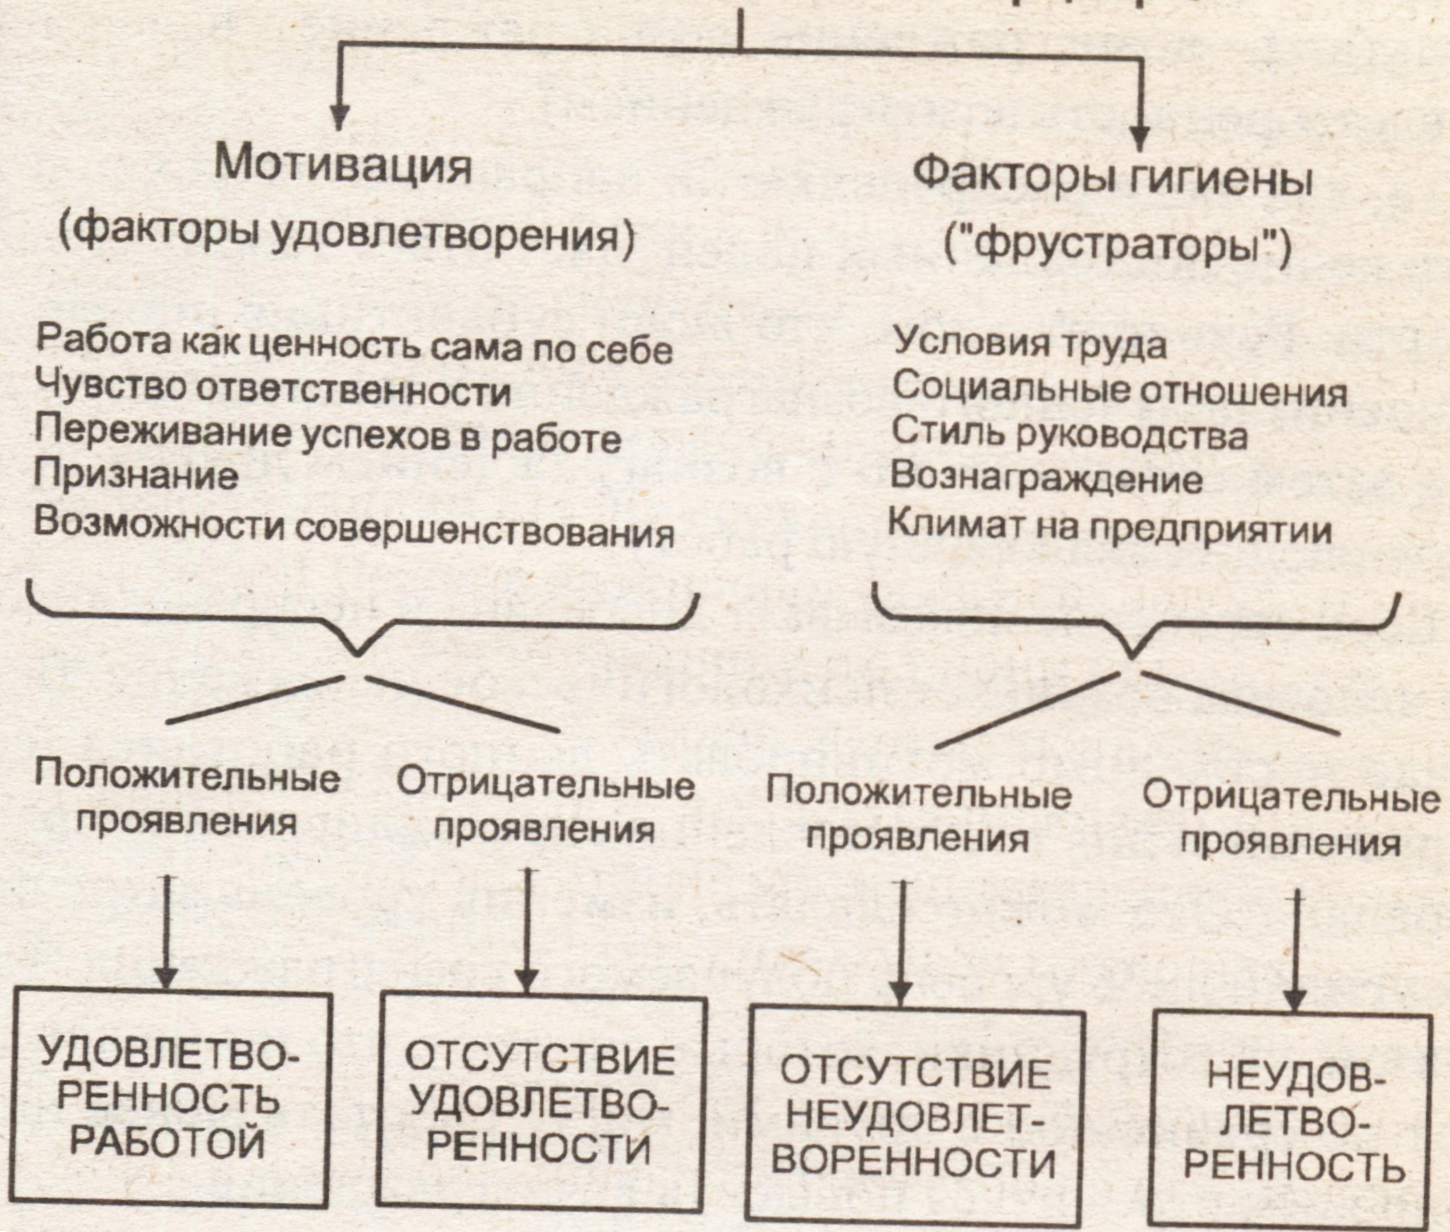 Мотивация
(факторы удовлетворения)
Работа как ценность сама по себе
Чувство ответственности
Переживание успехов в работе
Признание
Возможности совершенствования
Факторы гигиены
("фрустраторы")
Условия труда
Социальные отношения
Стиль руководства
Вознаграждение
Климат на предприятии
Положительные
проявления
Отрицательные
проявления
Положительные
проявления
Отрицательные
проявления
УДОВЛЕТВО-
РЕННОСТЬ
РАБОТОЙ
ОТСУТСТВИЕ
УДОВЛЕТВО-
РЕННОСТИ
ОТСУТСТВИЕ
НЕУДОВЛЕТ-
ВОРЕННОСТИ
НЕУДОВ-
ЛЕТВО-
РЕННОСТЬ